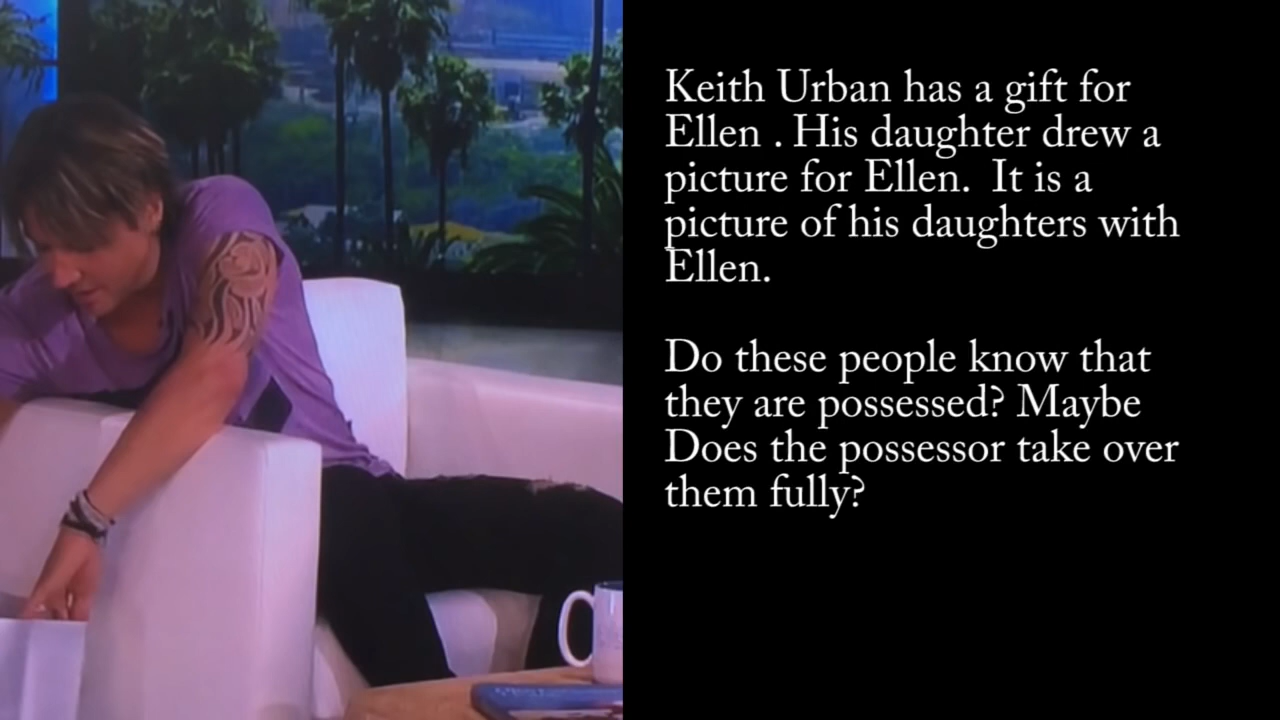 Keith Urban has a gift for
Ellen . His daughter drew a
picture for Ellen.  It is a
picture of his daughters with
Ellen.
Do these people know that
they are possessed? Maybe
Does the possessor take over
them fully?